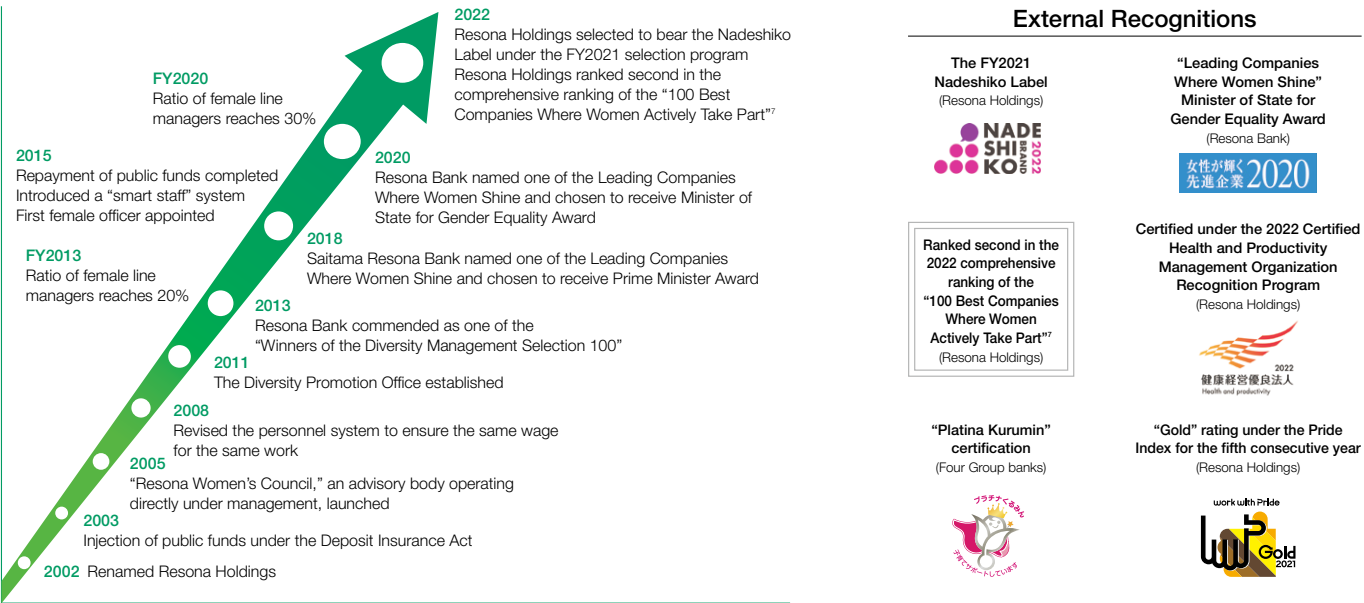 2022
Resona Holdings selected to bear the Nadeshiko
Label under the FY2021 selection program
Resona Holdings ranked second in the
comprehensive ranking of the “100 Best
Companies Where Women Actively Take Part”7
FY2020
Ratio of female line
managers reaches 30%
2020
Resona Bank named one of the Leading Companies
Where Women Shine and chosen to receive Minister of
State for Gender Equality Award
2015
Repayment of public funds completed
Introduced a “smart staff” system
First female officer appointed
2018
Saitama Resona Bank named one of the Leading Companies
Where Women Shine and chosen to receive Prime Minister Award
FY2013
Ratio of female line
managers reaches 20%
2013
Resona Bank commended as one of the
“Winners of the Diversity Management Selection 100”
2011
The Diversity Promotion Office established
2008
Revised the personnel system to ensure the same wage
for the same work
2005
“Resona Women’s Council,” an advisory body operating
directly under management, launched
2003
Injection of public funds under the Deposit Insurance Act
2002 Renamed Resona Holdings
External Recognitions
The FY2021
Nadeshiko Label
(Resona Holdings)
NADE
SHI
KO
BRAND
2022
“Leading Companies
Where Women Shine”
Minister of State for
Gender Equality Award
(Resona Bank)
女性が輝く
先進企業 2020
Ranked second in the
2022 comprehensive
ranking of the
“100 Best Companies
Where Women
Actively Take Part”7
(Resona Holdings)
Certified under the 2022 Certified
Health and Productivity
Management Organization
Recognition Program
(Resona Holdings)
2022
健康経営優良法人
Health and productivity
“Platina Kurumin”
certification
(Four Group banks)
プラチナくるみん
子育てサポートしています
“Gold” rating under the Pride
Index for the fifth consecutive year
(Resona Holdings)
work with Pride
wwP
Gold
2021